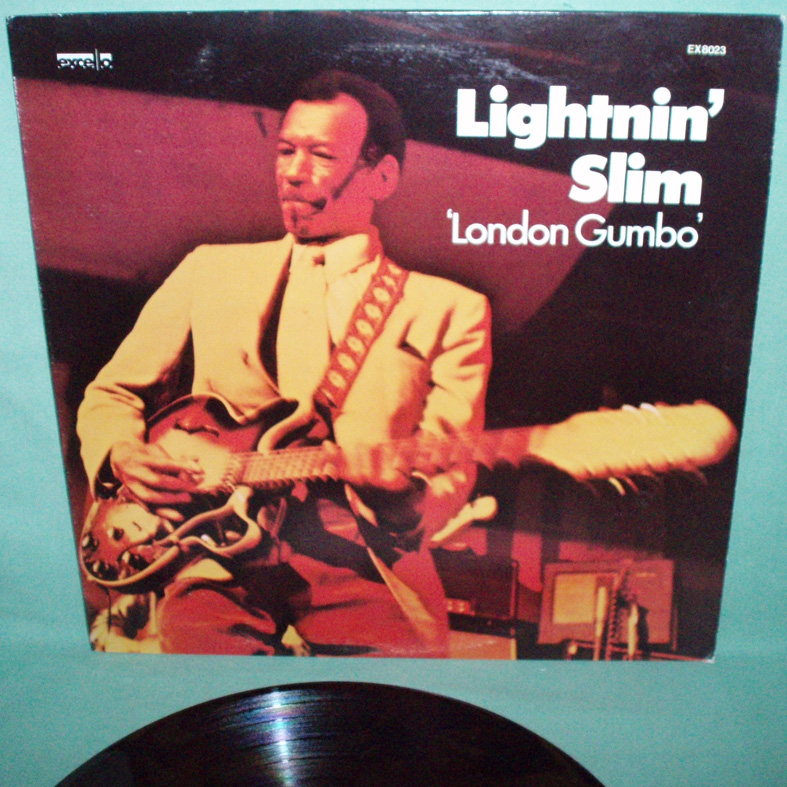 excello
EX8023
Lightnin'
Slim
'London Gumbo'